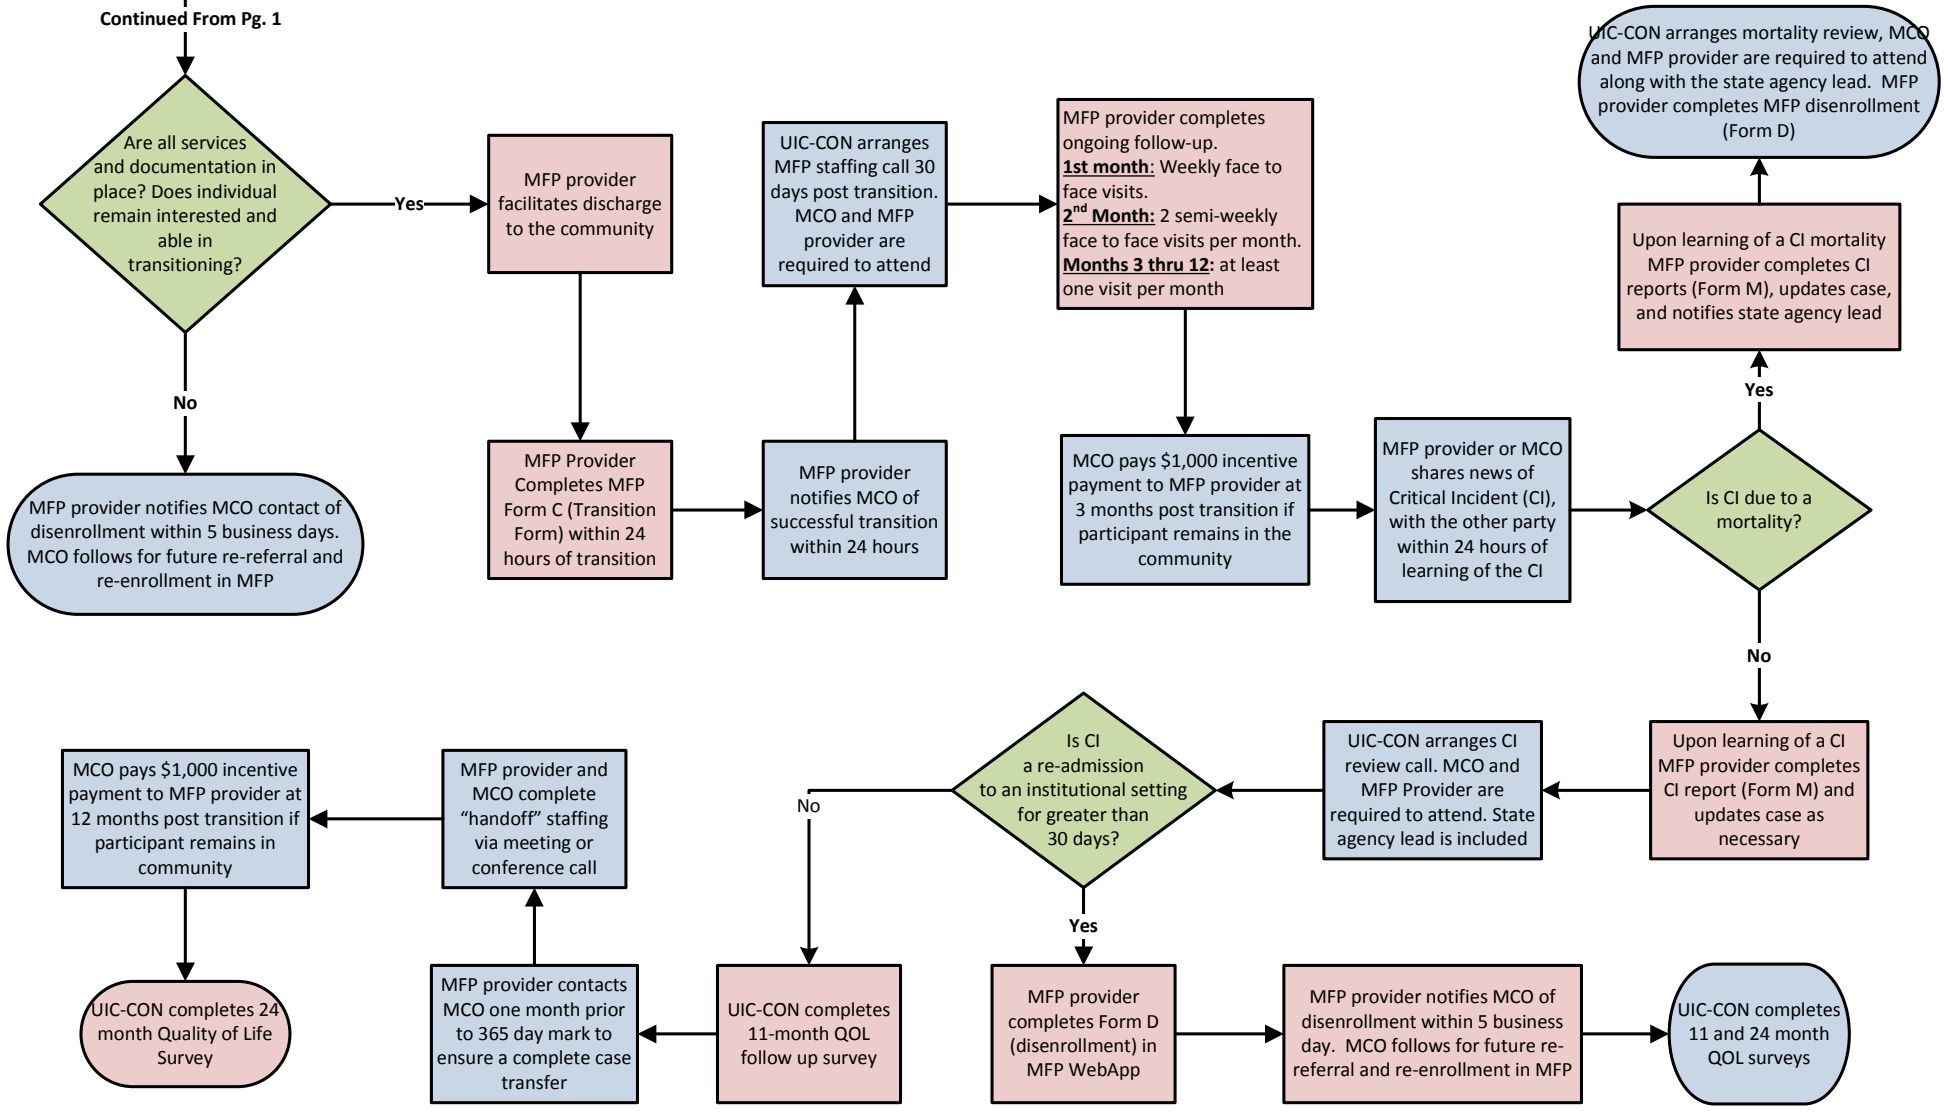 Continued From Pg. 1
Are all services
and documentation in
place? Does individual
remain interested and
able in
transitioning?
Yes
No
MFP provider notifies MCO contact of
disenrollment within 5 business days.
MCO follows for future re-referral and
re-enrollment in MFP
MFP provider
facilitates discharge
to the community
MFP Provider
Completes MFP
Form C (Transition
Form) within 24
hours of transition
MFP provider
notifies MCO of
successful transition
within 24 hours
UIC-CON arranges
MFP staffing call 30
days post transition.
MCO and MFP
provider are
required to attend
MFP provider completes
ongoing follow-up.
1st month: Weekly face to
face visits.
2nd Month: 2 semi-weekly
face to face visits per month.
Months 3 thru 12: at least
one visit per month
MCO pays $1,000 incentive
payment to MFP provider at
3 months post transition if
participant remains in the
community
MFP provider or MCO
shares news of
Critical Incident (CI),
with the other party
within 24 hours of
learning of the CI
Is CI due to a
mortality?
Yes
Upon learning of a CI mortality
MFP provider completes CI
reports (Form M), updates case,
and notifies state agency lead
UIC-CON arranges mortality review, MCO
and MFP provider are required to attend
along with the state agency lead. MFP
provider completes MFP disenrollment
(Form D)
No
Upon learning of a CI
MFP provider completes
CI report (Form M) and
updates case as
necessary
UIC-CON arranges CI
review call. MCO and
MFP Provider are
required to attend. State
agency lead is included
Is CI
a re-admission
to an institutional setting
for greater than
30 days?
Yes
MFP provider
completes Form D
(disenrollment) in
MFP WebApp
MFP provider notifies MCO of
disenrollment within 5 business
day. MCO follows for future re-
referral and re-enrollment in MFP
UIC-CON completes
11 and 24 month
QOL surveys
No
UIC-CON completes
11-month QOL
follow up survey
MFP provider contacts
MCO one month prior
to 365 day mark to
ensure a complete case
transfer
MFP provider and
MCO complete
“handoff” staffing
via meeting or
conference call
MCO pays $1,000 incentive
payment to MFP provider at
12 months post transition if
participant remains in
community
UIC-CON completes 24
month Quality of Life
Survey